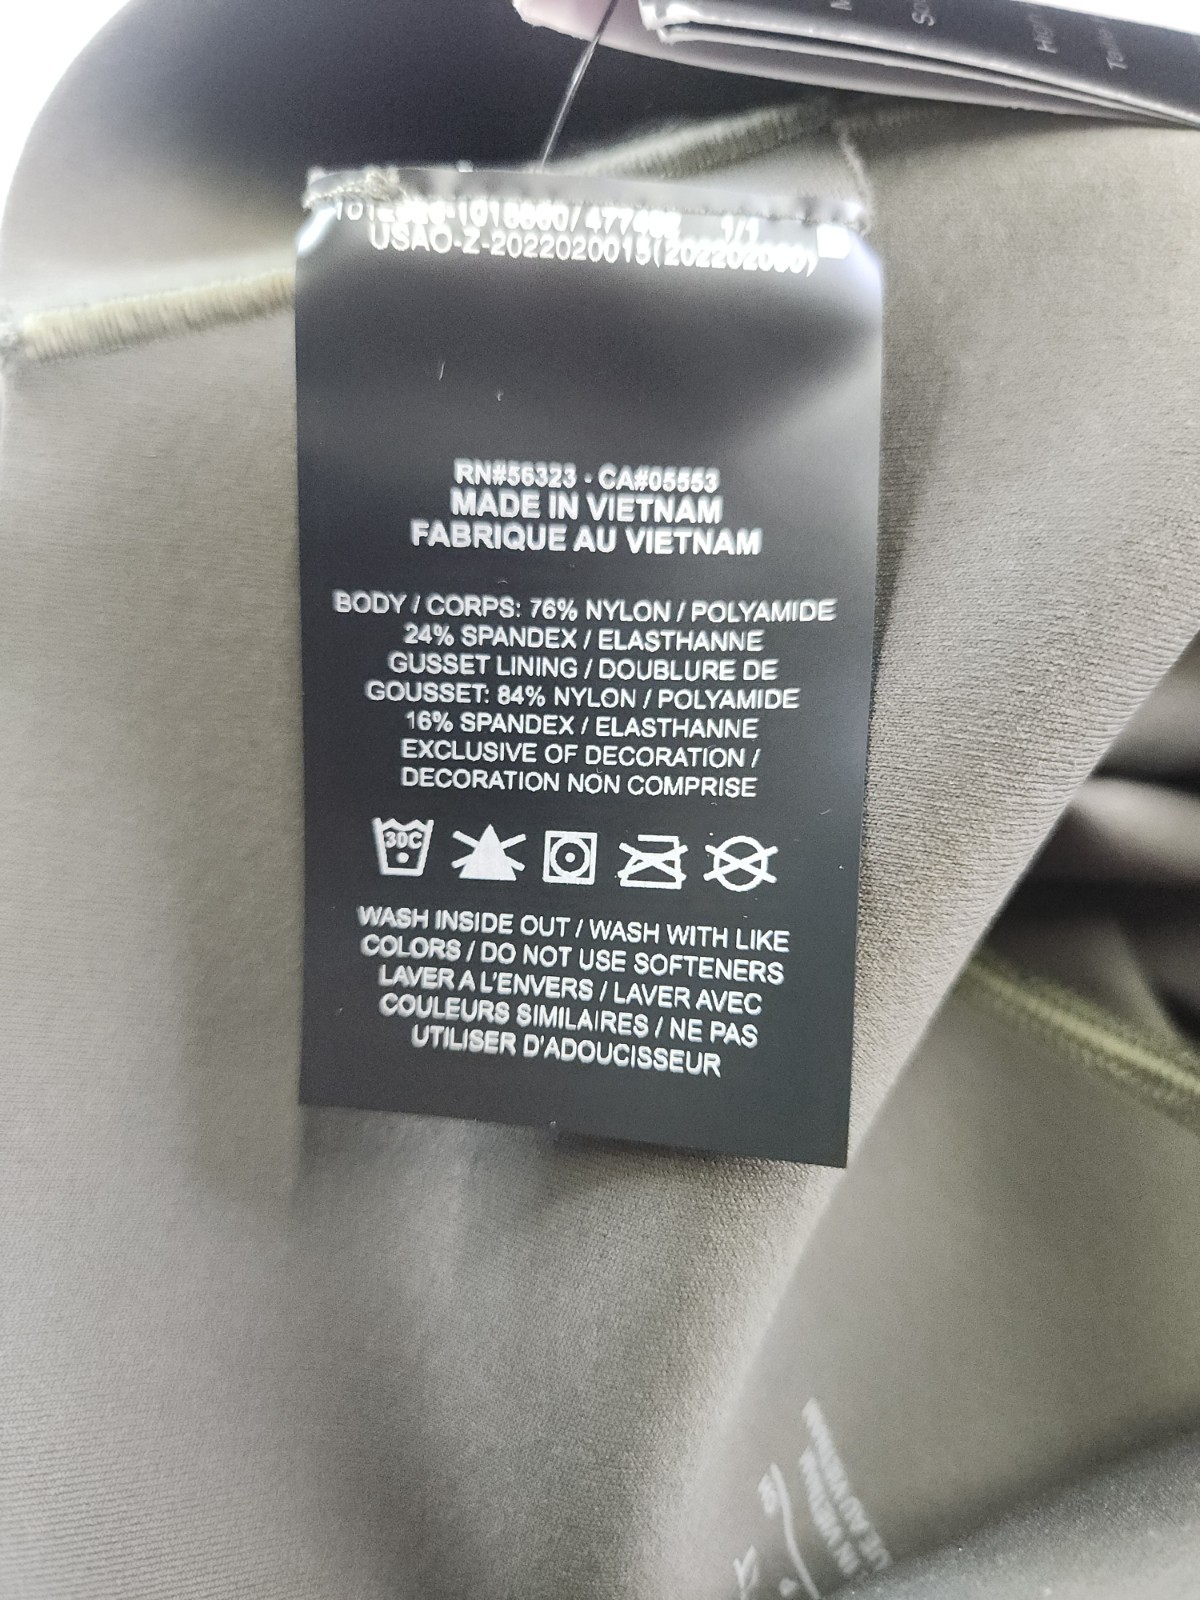 USAO-Z-2022020015(202202090)
RN#56323 - CA#05553
MADE IN VIETNAM
FABRIQUE AU VIETNAM
BODY / CORPS: 76% NYLON / POLYAMIDE
24% SPANDEX / ELASTHANNE
GUSSET LINING / DOUBLURE DE
GOUSSET: 84% NYLON / POLYAMIDE
16% SPANDEX / ELASTHANNE
EXCLUSIVE OF DECORATION /
DECORATION NON COMPRISE
30C
WASH INSIDE OUT / WASH WITH LIKE
COLORS / DO NOT USE SOFTENERS
LAVER A L'ENVERS / LAVER AVEC
COULEURS SIMILAIRES / NE PAS
UTILISER D'ADOUCISSEUR